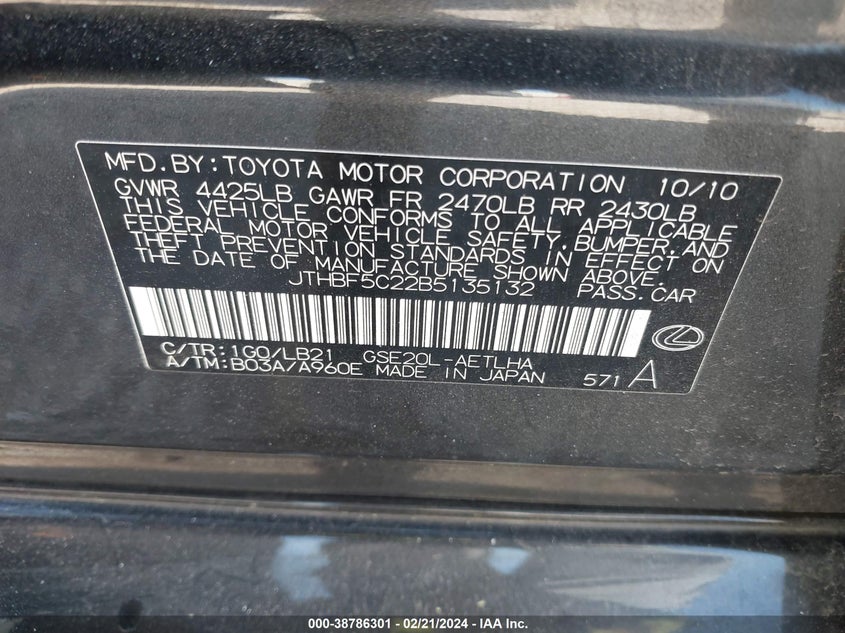 MFD.BY:TOYOTA MOTOR CORPORATION 10/10
GVWR 4425LB GAWR FR 2470LB RR 2430LB
THIS VEHICLE CONFORMS TO ALL APPLICABLE
FEDERAL MOTOR VEHICLE SAFETY,BUMPER,AND
THEFT PREVENTION STANDARDS IN EFFECT ON
THE DATE OF MANUFACTURE SHOWN ABOVE.
JTHBF5C22B5135132 PASS.CAR
C/TR:1G0/LB21 GSE20L-AETLHA
A/TM:B03A/A960E MADE IN JAPAN 571 A
000-38786301 - 02/21/2024 - IAA Inc.